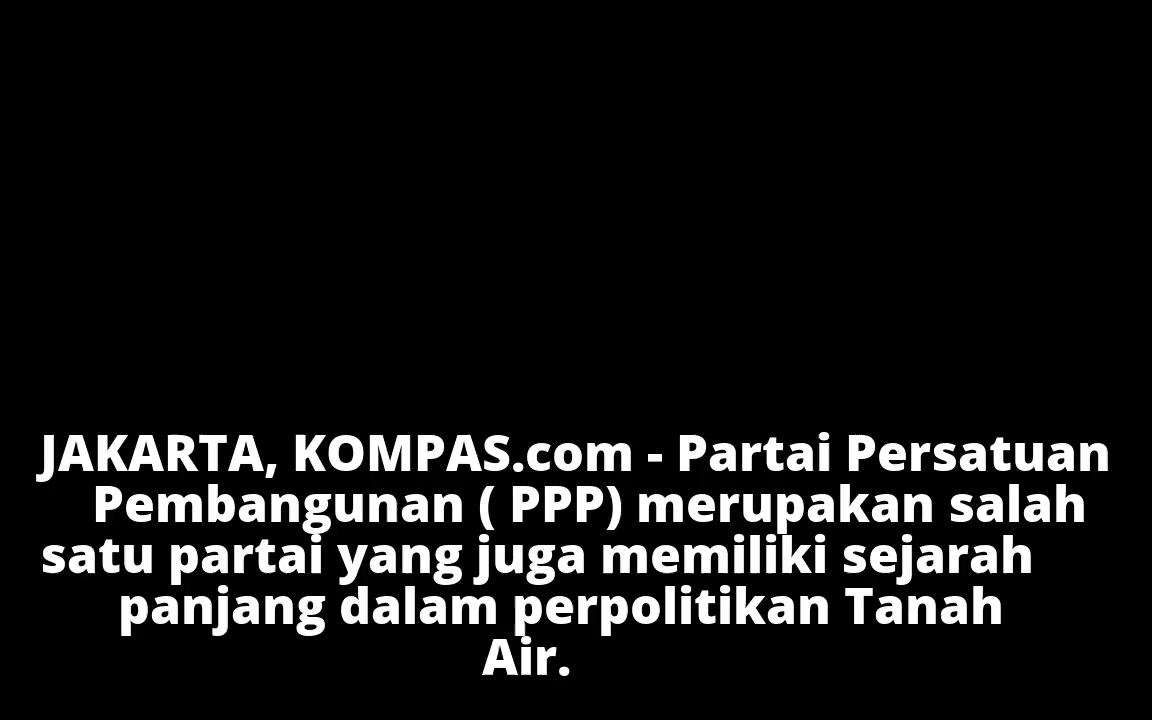 JAKARTA, KOMPAS.com - Partai Persatuan
Pembangunan ( PPP) merupakan salah
satu partai yang juga memiliki sejarah
panjang dalam perpolitikan Tanah
Air.